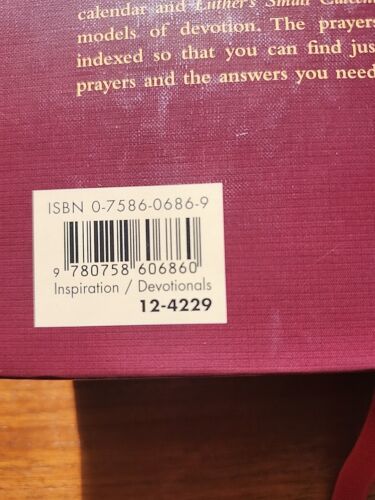 calendar and Luther's Small
models of devotion. The prayers
indexed so that you can find just
prayers and the answers you need
ISBN 0-7586-0686-9
9 780758 606860
Inspiration / Devotionals
12-4229